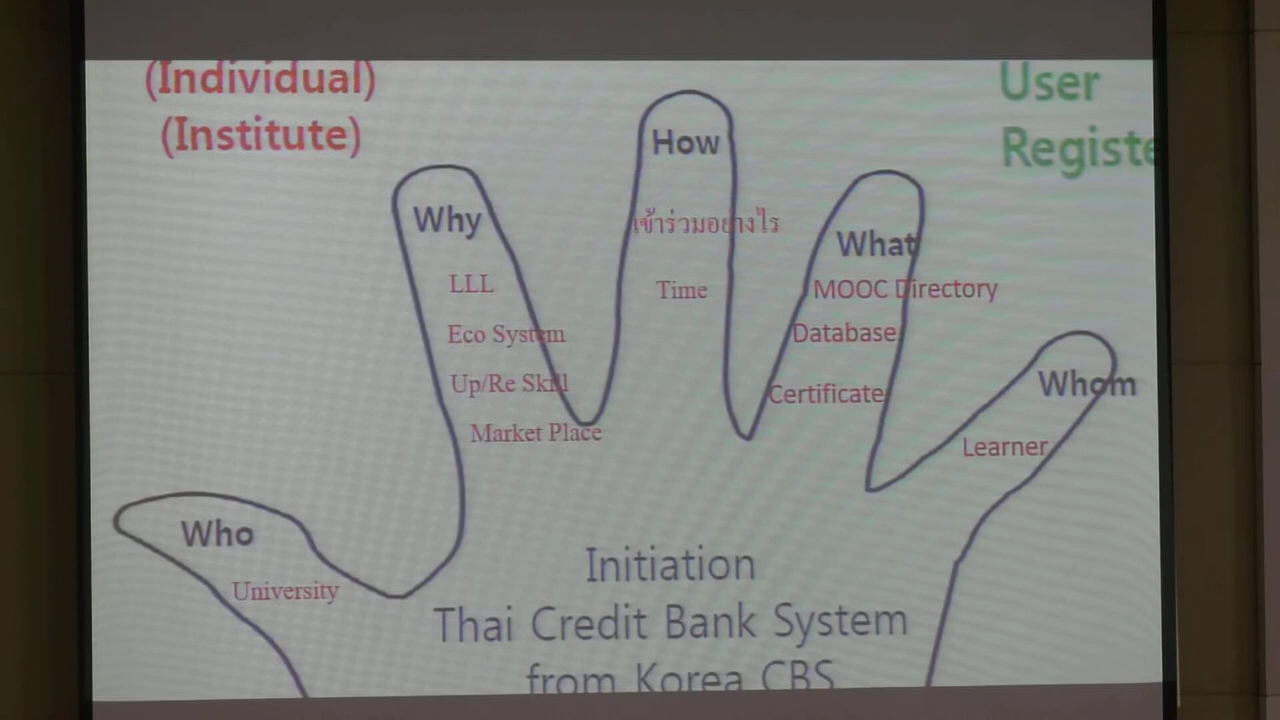 (Individual)
(Institute)
User
Registe
Who
University
Why
LLL
Eco System
Up/Re Skill
Market Place
How
เข้าร่วมอย่างไร
Time
What
MOOC Directory
Database
Certificate
Whom
Learner
Initiation
Thai Credit Bank System
from Korea CBS